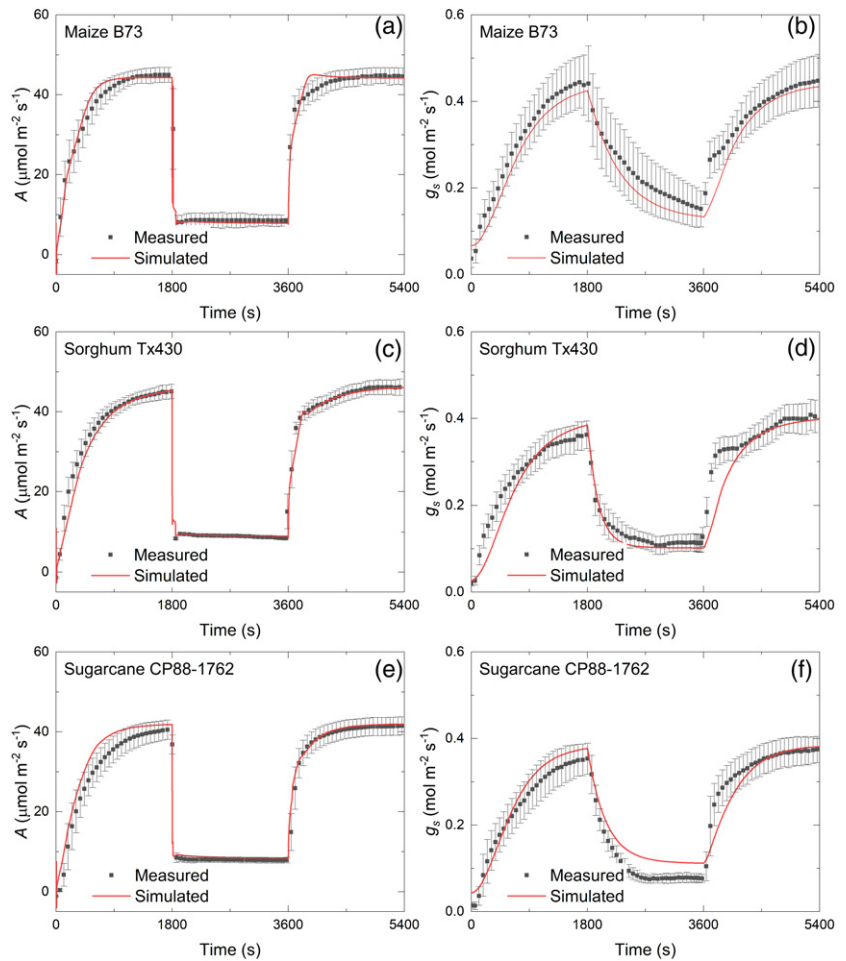 Maize B73
(a)
60
40
20
0
A (μmol m⁻² s⁻¹)
Measured
Simulated
0
1800
3600
5400
Time (s)
Maize B73
(b)
0.6
0.4
0.2
0.0
gₛ (mol m⁻² s⁻¹)
Measured
Simulated
0
1800
3600
5400
Time (s)
Sorghum Tx430
(c)
60
40
20
0
A (μmol m⁻² s⁻¹)
Measured
Simulated
0
1800
3600
5400
Time (s)
Sorghum Tx430
(d)
0.6
0.4
0.2
0.0
gₛ (mol m⁻² s⁻¹)
Measured
Simulated
0
1800
3600
5400
Time (s)
Sugarcane CP88-1762
(e)
60
40
20
0
A (μmol m⁻² s⁻¹)
Measured
Simulated
0
1800
3600
5400
Time (s)
Sugarcane CP88-1762
(f)
0.6
0.4
0.2
0.0
gₛ (mol m⁻² s⁻¹)
Measured
Simulated
0
1800
3600
5400
Time (s)